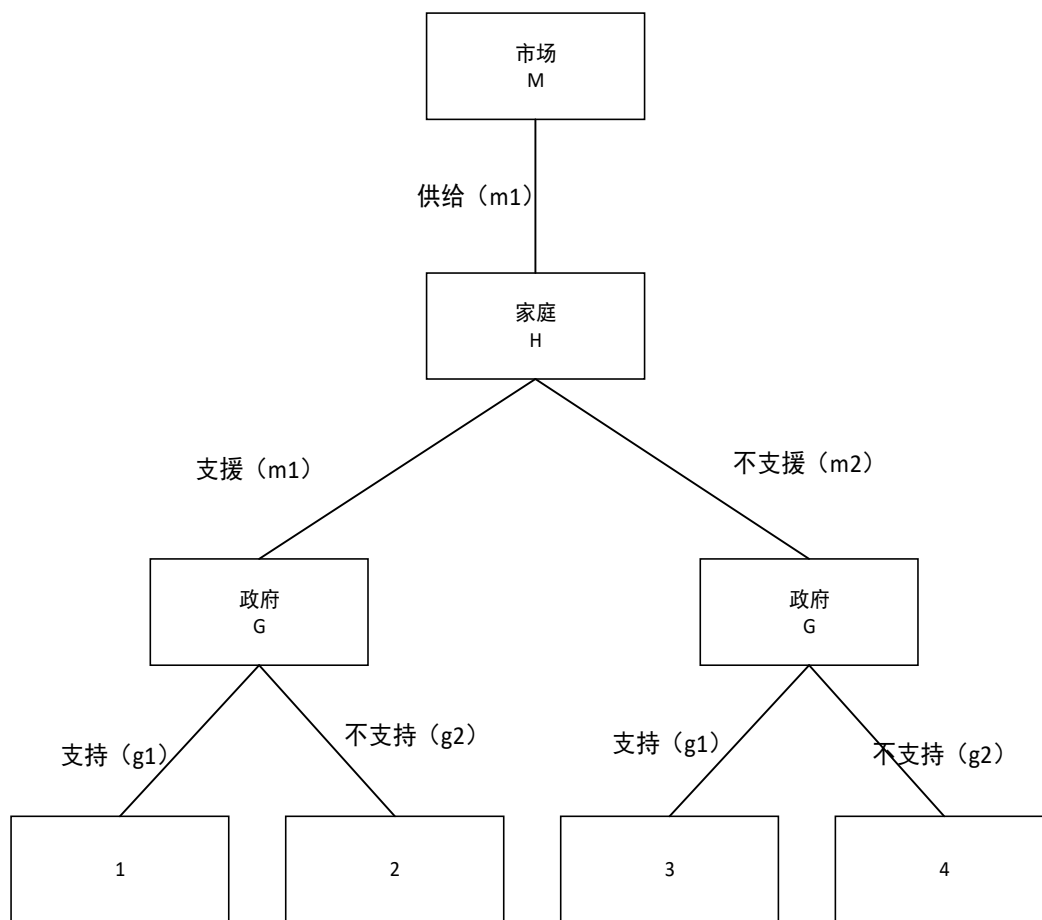 市场
M
供给（m1）
家庭
H
支援（m1）
不支援（m2）
政府
G
政府
G
支持（g1）
不支持（g2）
支持（g1）
不支持（g2）
1
2
3
4